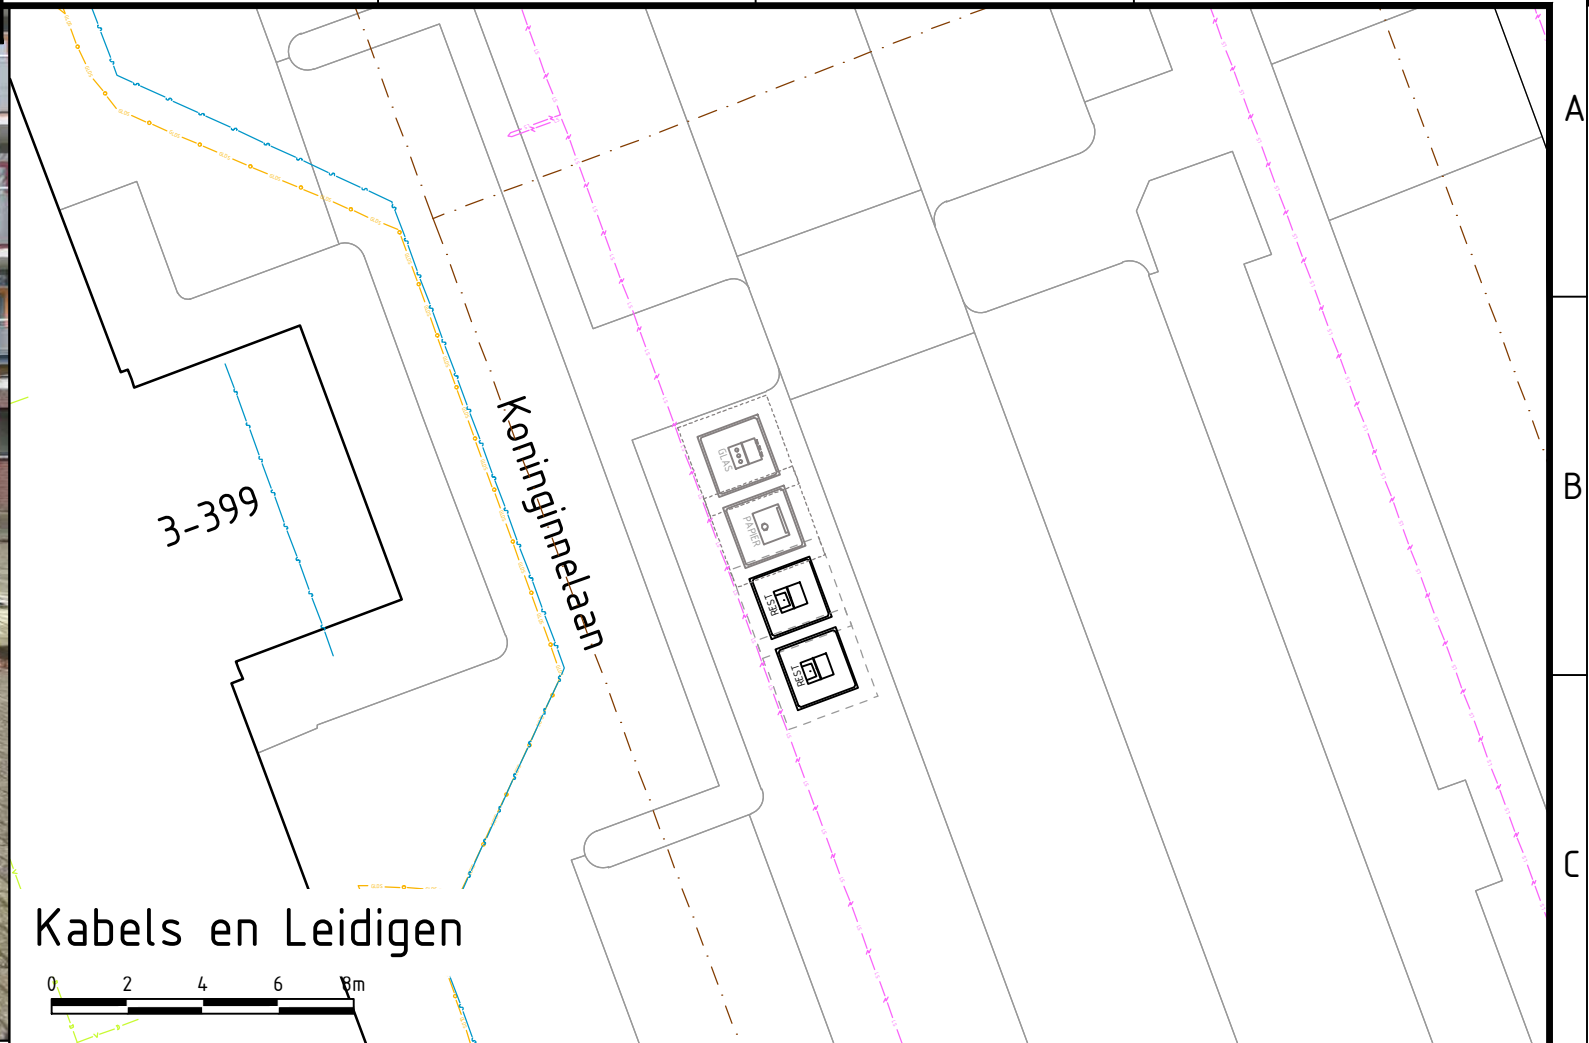 A
B
C
Koninginnelaan
3-399
GLAS
PAPIER
REST
REST
Kabels en Leidigen
0 2 4 6 8m